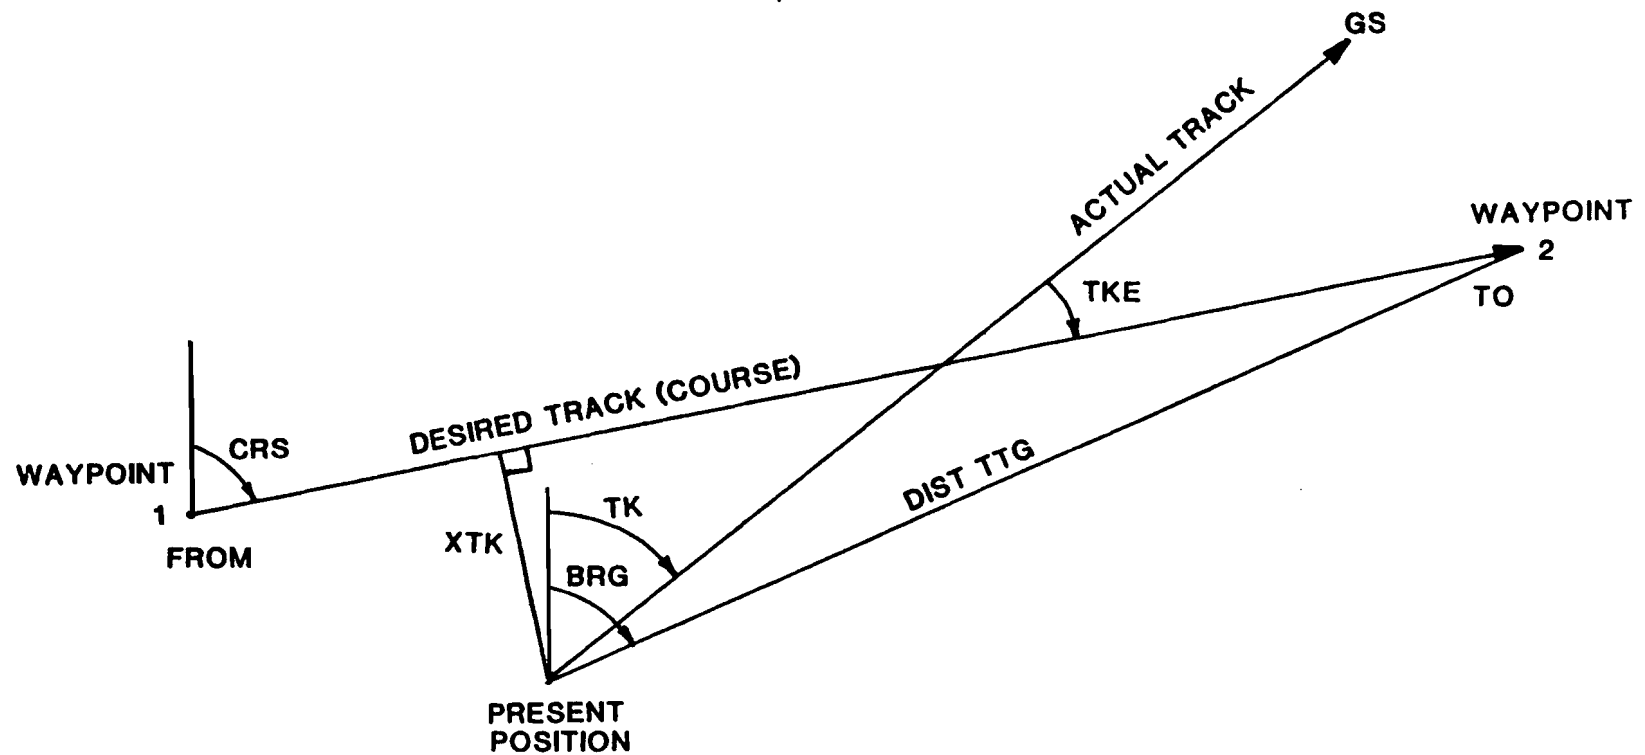 GS
ACTUAL TRACK
WAYPOINT
2
TO
TKE
DESIRED TRACK (COURSE)
CRS
WAYPOINT
1
FROM
DIST TTG
TK
XTK
BRG
PRESENT
POSITION